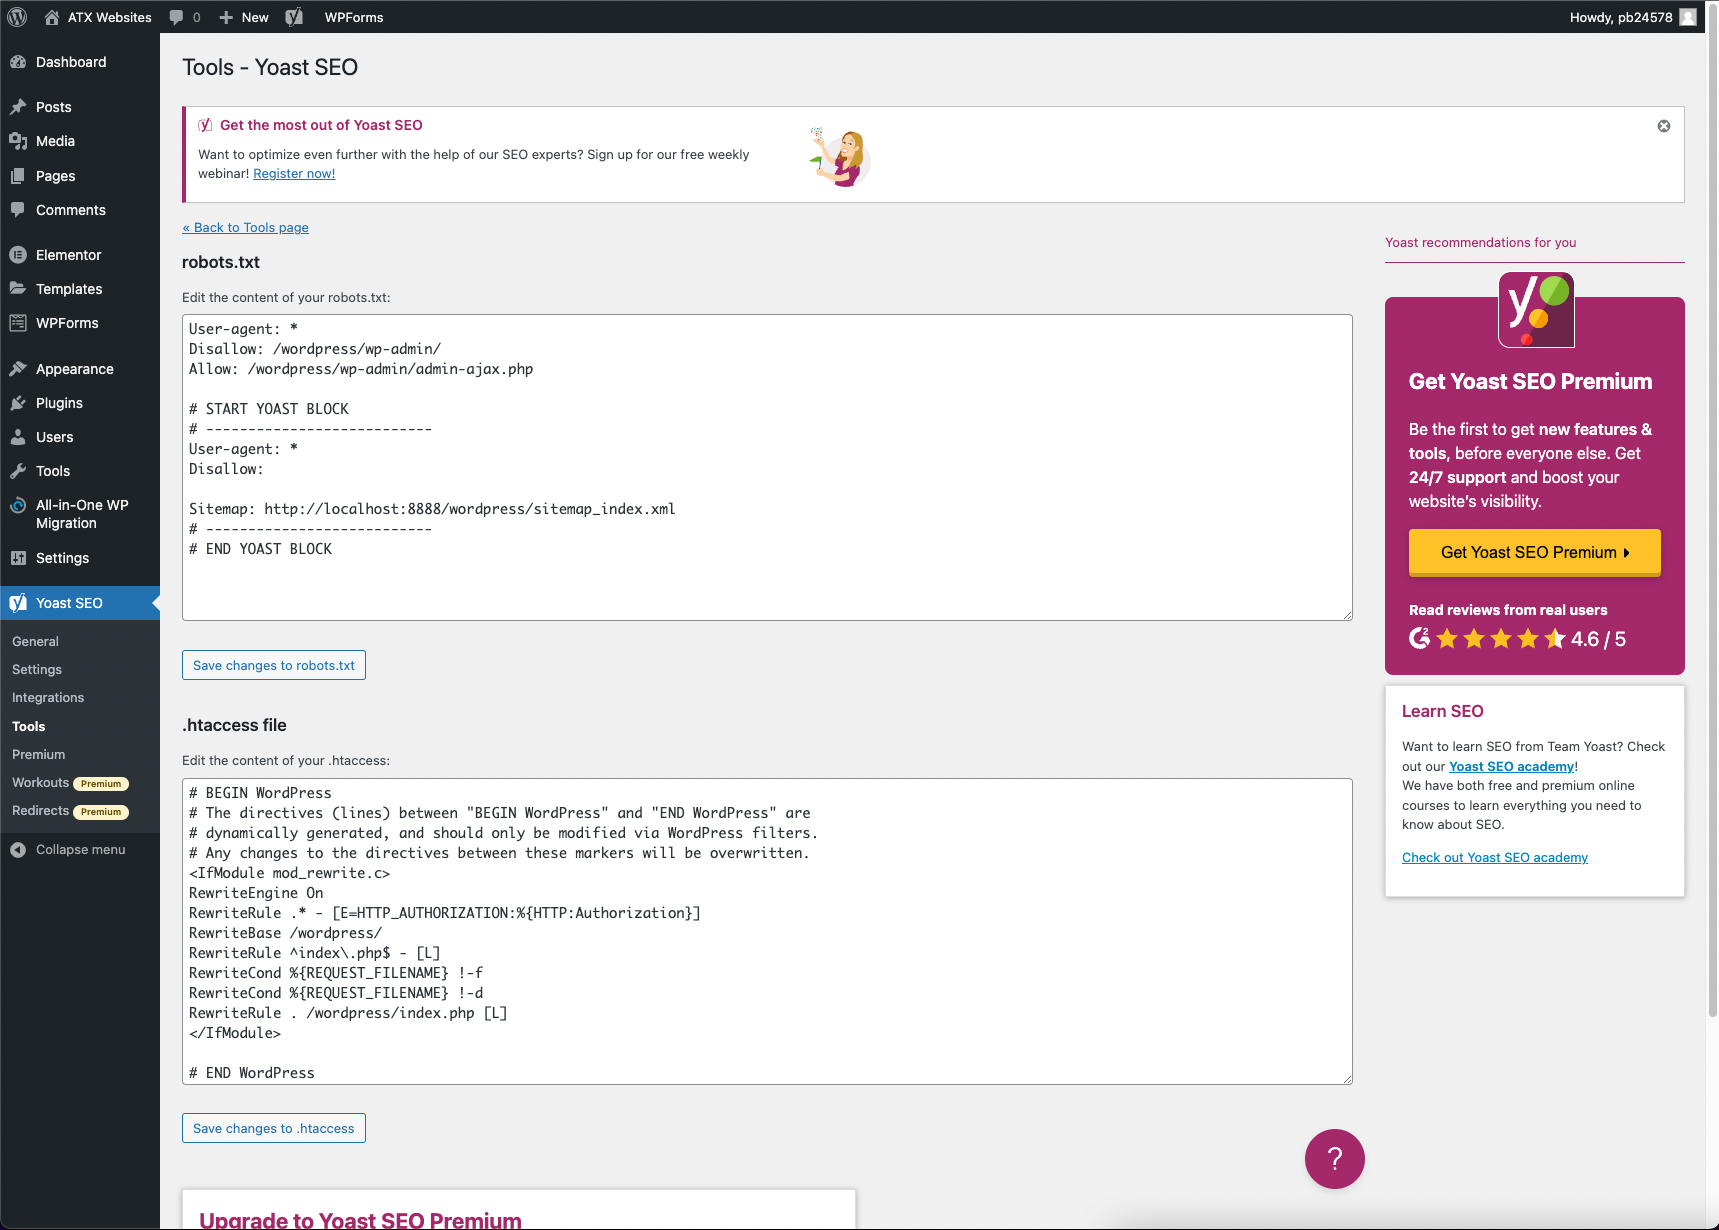 ATX Websites
0
New
WPForms
Howdy, pb24578
Dashboard
Posts
Media
Pages
Comments
Elementor
Templates
WPForms
Appearance
Plugins
Users
Tools
All-in-One WP
Migration
Settings
Yoast SEO
General
Settings
Integrations
Tools
Premium
Workouts Premium
Redirects Premium
Collapse menu
Tools - Yoast SEO
Get the most out of Yoast SEO
Want to optimize even further with the help of our SEO experts? Sign up for our free weekly
webinar! Register now!
« Back to Tools page
robots.txt
Edit the content of your robots.txt:
User-agent: *
Disallow: /wordpress/wp-admin/
Allow: /wordpress/wp-admin/admin-ajax.php
# START YOAST BLOCK
# ---------------------------
User-agent: *
Disallow:
Sitemap: http://localhost:8888/wordpress/sitemap_index.xml
# ---------------------------
# END YOAST BLOCK
Save changes to robots.txt
.htaccess file
Edit the content of your .htaccess:
# BEGIN WordPress
# The directives (lines) between "BEGIN WordPress" and "END WordPress" are
# dynamically generated, and should only be modified via WordPress filters.
# Any changes to the directives between these markers will be overwritten.
<IfModule mod_rewrite.c>
RewriteEngine On
RewriteRule .* - [E=HTTP_AUTHORIZATION:%{HTTP:Authorization}]
RewriteBase /wordpress/
RewriteRule ^index\.php$ - [L]
RewriteCond %{REQUEST_FILENAME} !-f
RewriteCond %{REQUEST_FILENAME} !-d
RewriteRule . /wordpress/index.php [L]
</IfModule>
# END WordPress
Save changes to .htaccess
Upgrade to Yoast SEO Premium
Yoast recommendations for you
Get Yoast SEO Premium
Be the first to get new features &
tools, before everyone else. Get
24/7 support and boost your
website's visibility.
Get Yoast SEO Premium
Read reviews from real users
4.6 / 5
Learn SEO
Want to learn SEO from Team Yoast? Check
out our Yoast SEO academy!
We have both free and premium online
courses to learn everything you need to
know about SEO.
Check out Yoast SEO academy
?